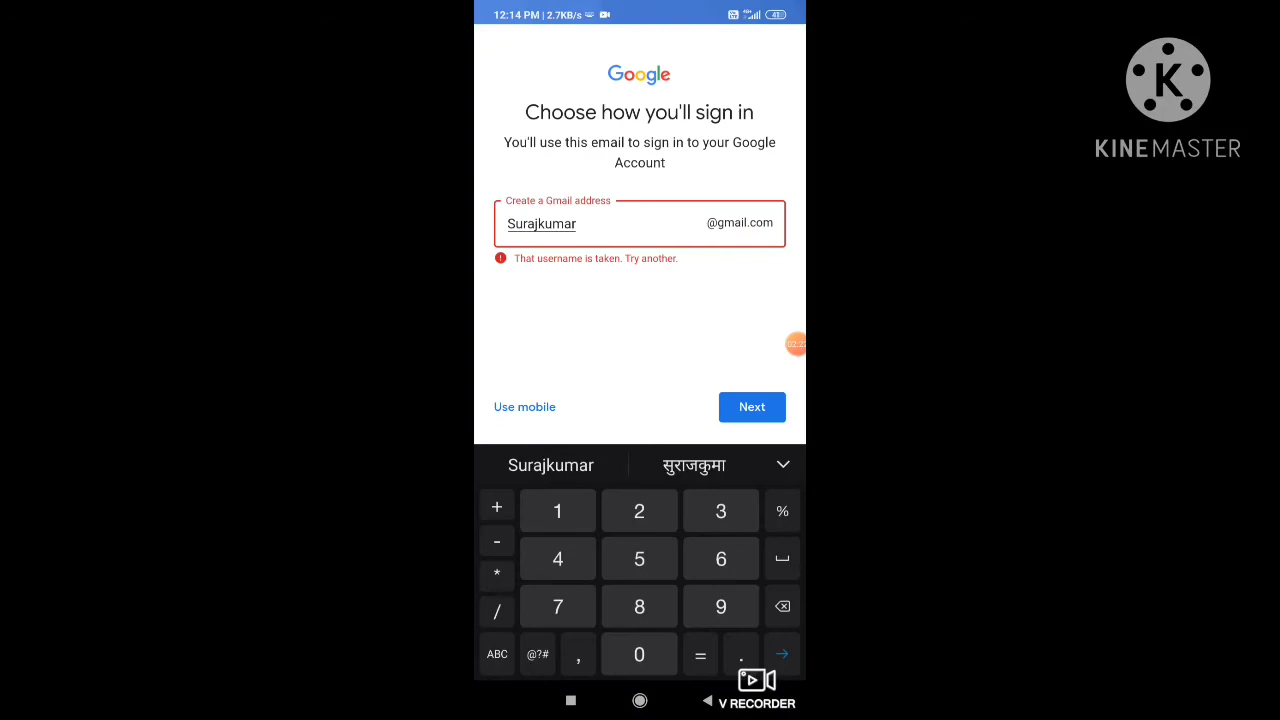 12:14 PM | 2.7KB/s
41
Google
Choose how you'll sign in
You'll use this email to sign in to your Google
Account
Create a Gmail address
Surajkumar
@gmail.com
That username is taken. Try another.
Use mobile
Next
Surajkumar
सुराजकुमा
+ 1 2 3 %
- 4 5 6
* 7 8 9
/
ABC @?# , 0 = .
V RECORDER
K
KINEMASTER